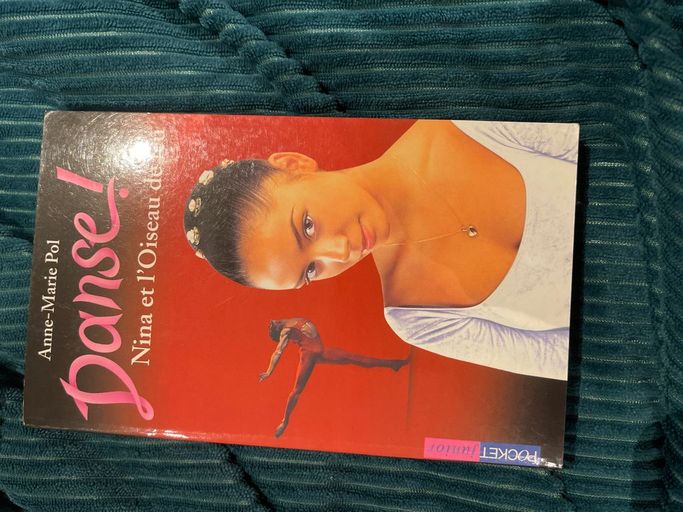 Anne-Marie Pol
Danse!
Nina et l'Oiseau de
POCKET
junior